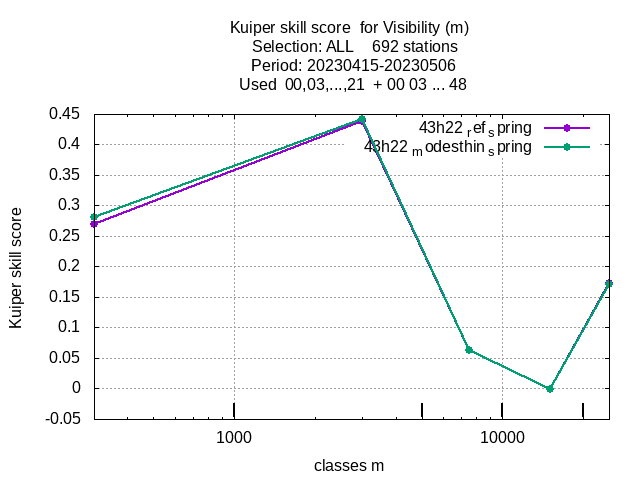 Kuiper skill score for Visibility (m)
Selection: ALL 692 stations
Period: 20230415-20230506
Used 00,03,...,21 + 00 03 ... 48
43h22 ref spring
43h22 modesthin spring
Kuiper skill score
0.45
0.4
0.35
0.3
0.25
0.2
0.15
0.1
0.05
0
-0.05
1000 10000
classes m